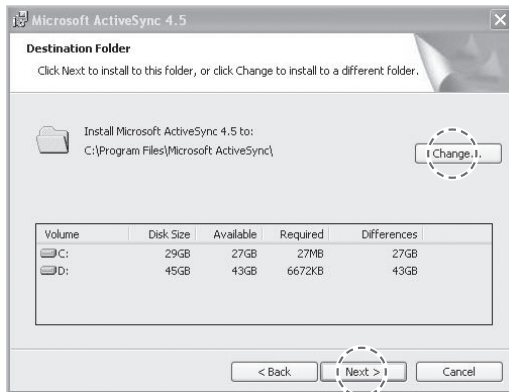 Microsoft ActiveSync 4.5
Destination Folder
Click Next to install to this folder, or click Change to install to a different folder.
Install Microsoft ActiveSync 4.5 to:
C:\Program Files\Microsoft ActiveSync\
Change...
Volume Disk Size Available Required Differences
C: 29GB 27GB 27MB 27GB
D: 45GB 43GB 6672KB 43GB
< Back Next > Cancel